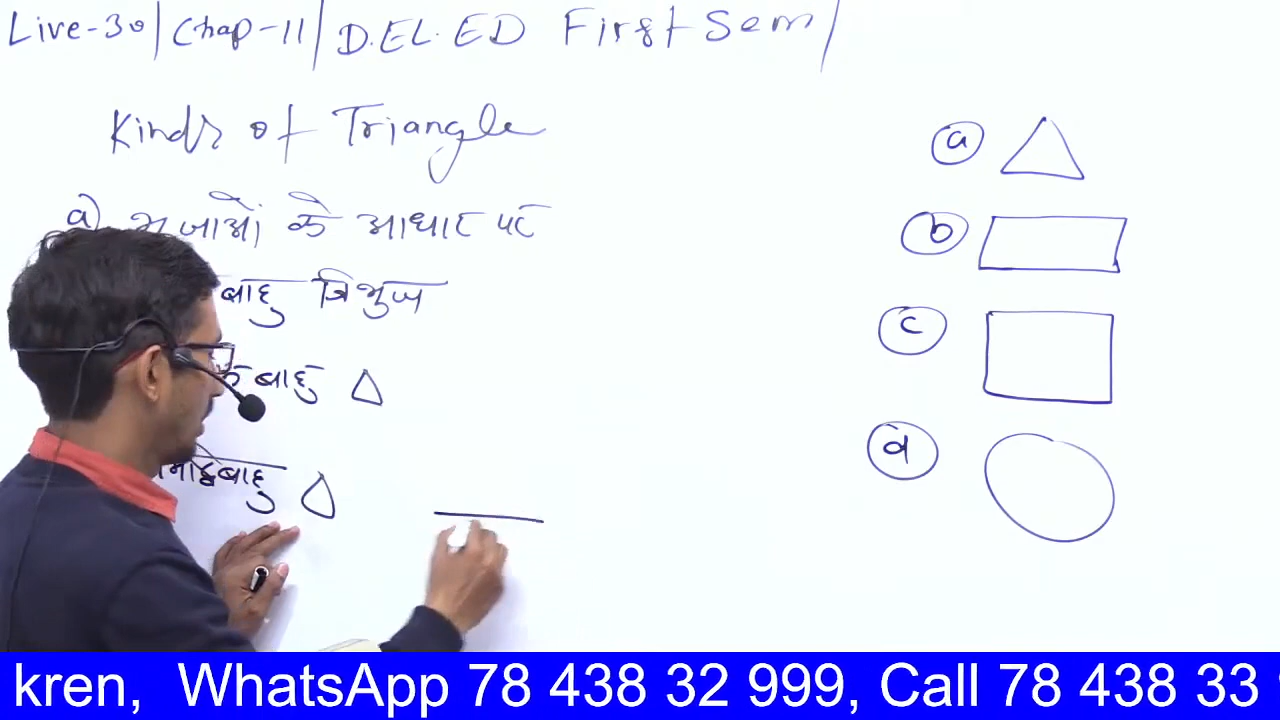 Live-30/Chap-11/D.EL.ED First Sem/
Kinds of Triangle
a) भुजाओं के आधार पर
बाहु त्रिभुज
बाहु
बाहु
a
b
c
d
kren, WhatsApp 78 438 32 999, Call 78 438 33